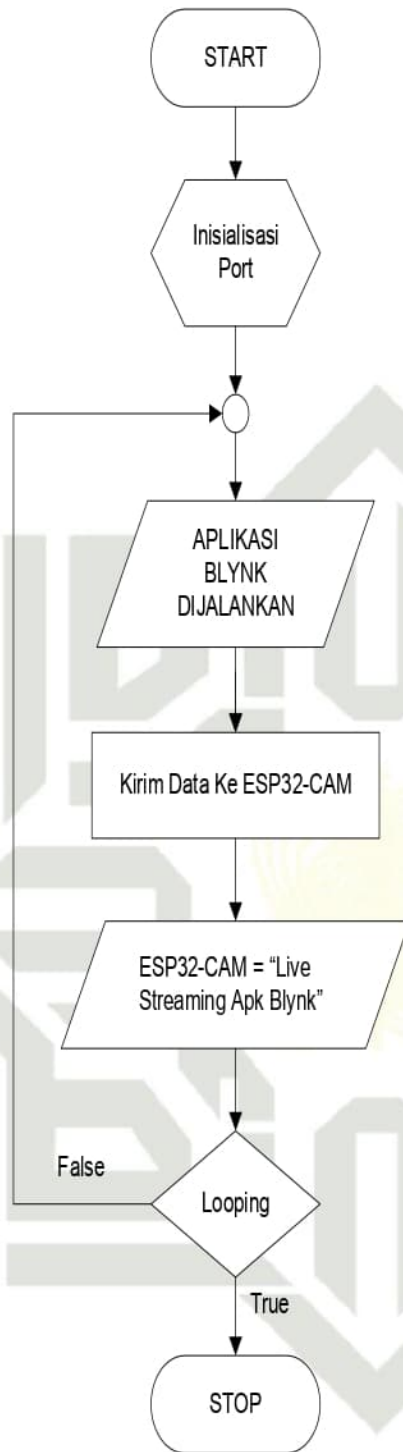 START
Inisialisasi
Port
APLIKASI
BLYNK
DIJALANKAN
Kirim Data Ke ESP32-CAM
ESP32-CAM = “Live
Streaming Apk Blynk”
False
Looping
True
STOP